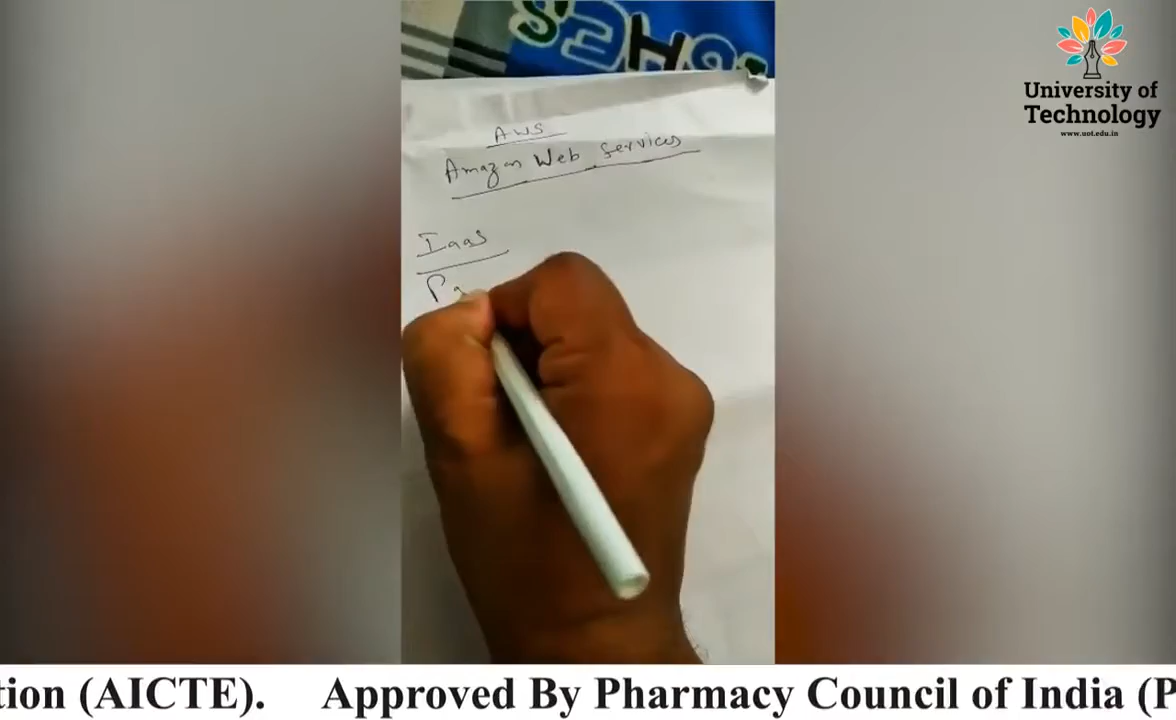 University of
Technology
www.uot.edu.in
AWS
Amazon Web Services
IaaS
Pa
tion (AICTE). Approved By Pharmacy Council of India (P